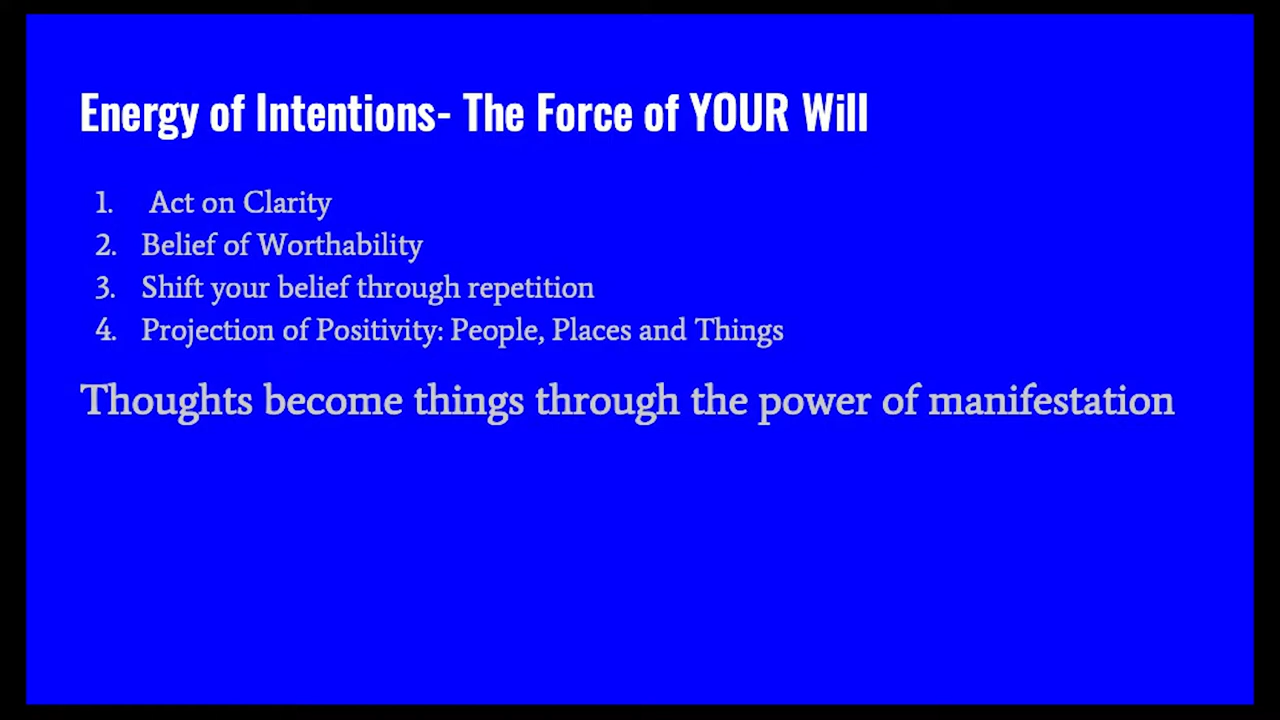 Energy of Intentions- The Force of YOUR Will
1. Act on Clarity
2. Belief of Worthability
3. Shift your belief through repetition
4. Projection of Positivity: People, Places and Things
Thoughts become things through the power of manifestation